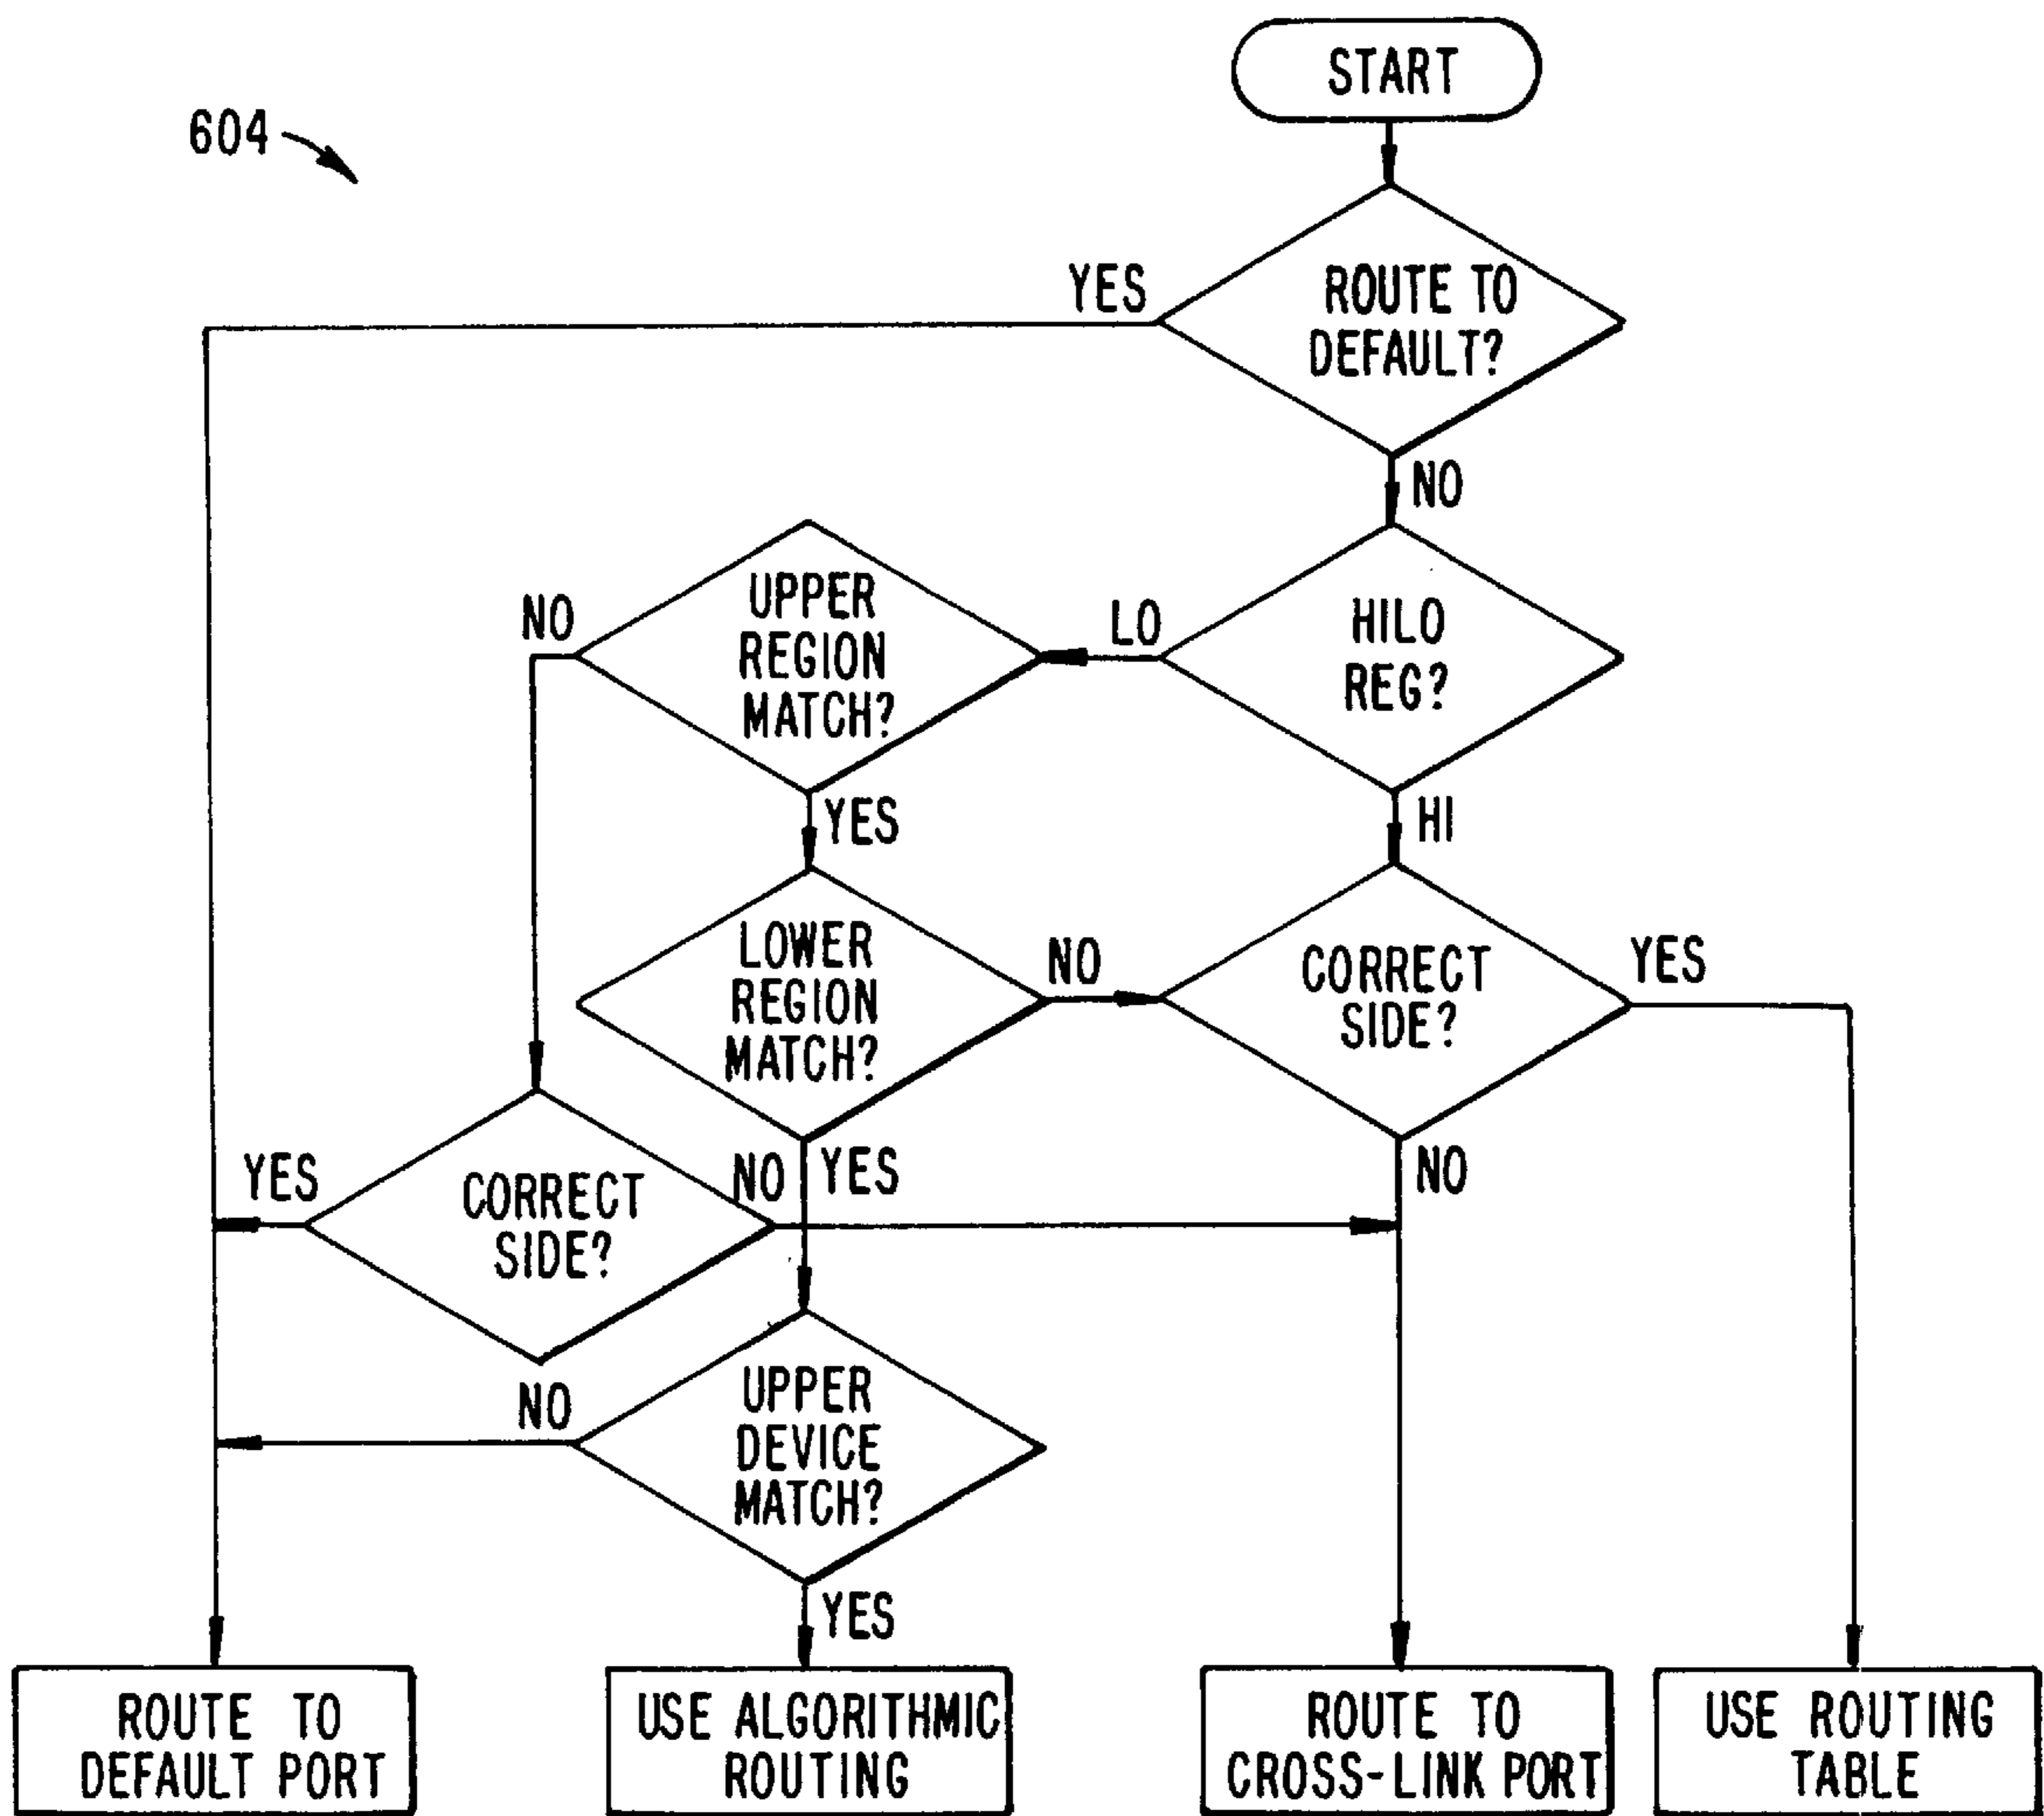 START
604
YES
ROUTE TO
DEFAULT?
NO
NO
UPPER
REGION
MATCH?
LO
HILO
REG?
YES
HI
LOWER
REGION
MATCH?
NO
CORRECT
SIDE?
YES
YES
CORRECT
SIDE?
NO
YES
NO
NO
UPPER
DEVICE
MATCH?
YES
ROUTE TO
DEFAULT PORT
USE ALGORITHMIC
ROUTING
ROUTE TO
CROSS-LINK PORT
USE ROUTING
TABLE